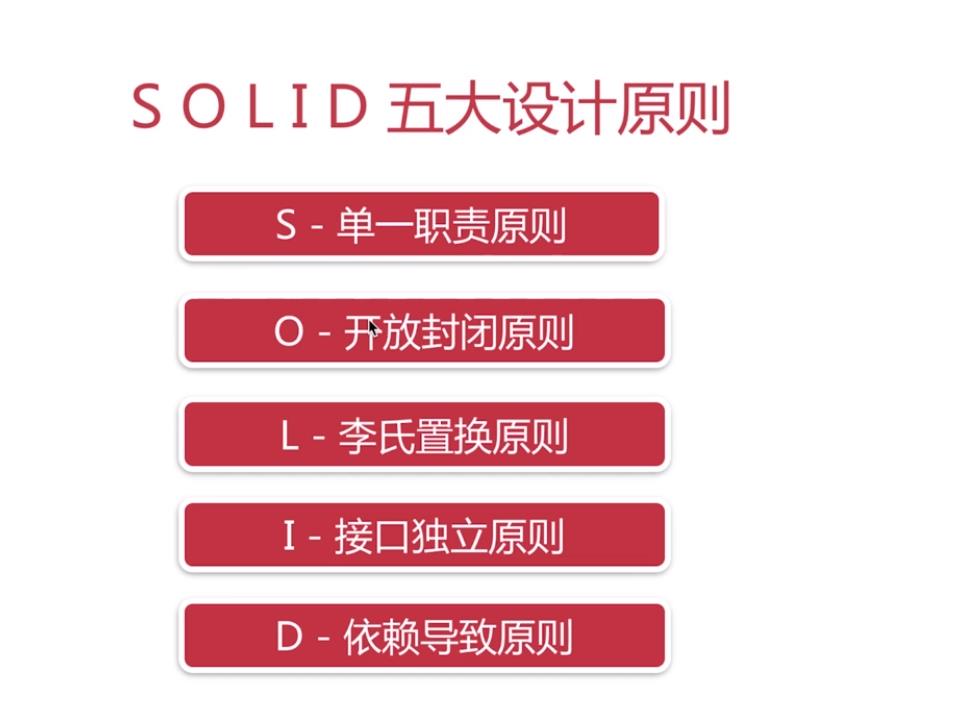 SOLID 五大设计原则
S - 单一职责原则
O - 开放封闭原则
L - 李氏置换原则
I - 接口独立原则
D - 依赖导致原则